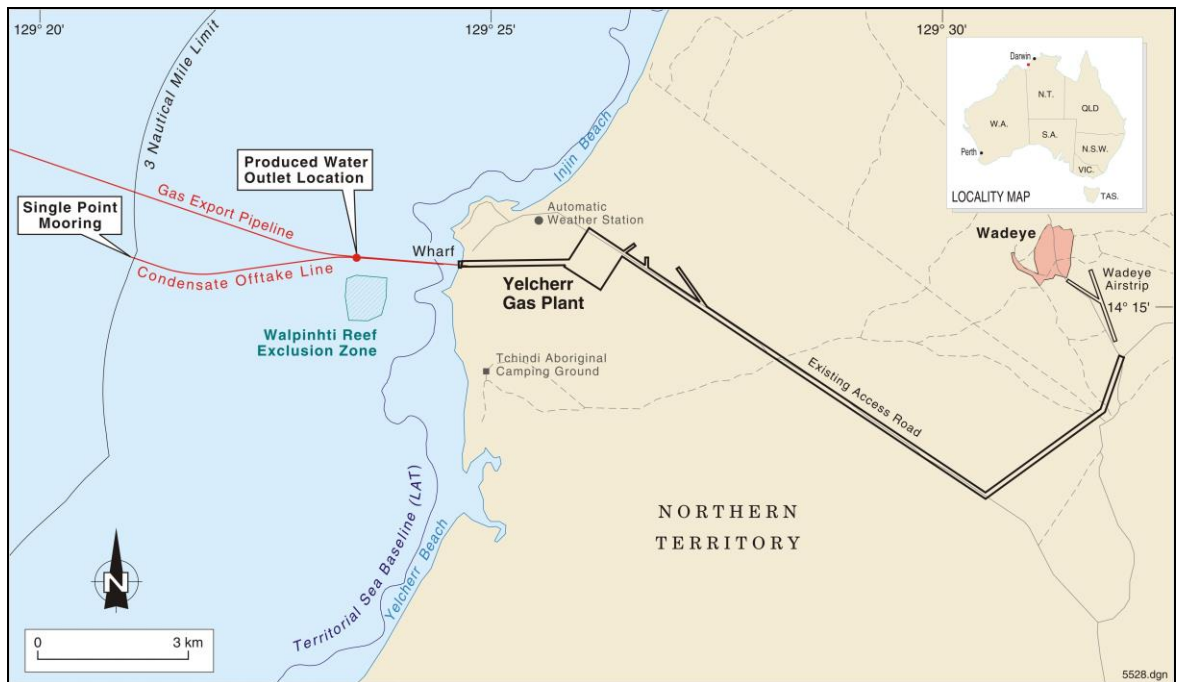 129° 20'
129° 25'
129° 30'
3 Nautical Mile Limit
Darwin
N.T.
QLD
W.A.
S.A.
N.S.W.
Perth
VIC.
TAS.
LOCALITY MAP
Injin Beach
Produced Water
Outlet Location
Gas Export Pipeline
Single Point
Mooring
Condensate Offtake Line
Automatic
Weather Station
Wharf
Yelcherr
Gas Plant
Wadeye
Wadeye
Airstrip
14° 15'
Walpinhti Reef
Exclusion Zone
Tchindi Aboriginal
Camping Ground
Existing Access Road
Territorial Sea Baseline (LAT)
Yelcherr Beach
NORTHERN
TERRITORY
N
0 3 km
5528.dgn